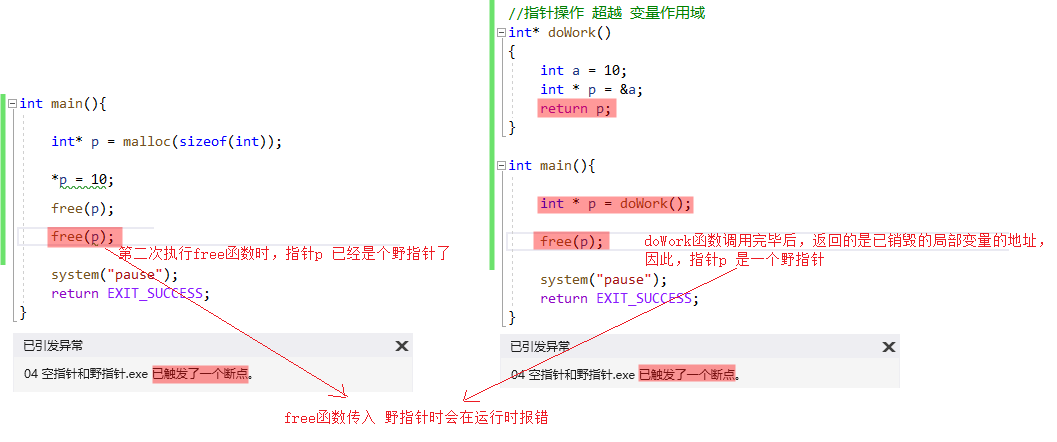 int main(){
int* p = malloc(sizeof(int));
*p = 10;
free(p);
free(p);
第二次执行free函数时，指针p 已经是个野指针了
system("pause");
return EXIT_SUCCESS;
}
已引发异常
04 空指针和野指针.exe 已触发了一个断点。
//指针操作 超越 变量作用域
int* doWork()
{
int a = 10;
int * p = &a;
return p;
}
int main(){
int * p = doWork();
free(p);
doWork函数调用完毕后，返回的是已销毁的局部变量的地址，
因此，指针p 是一个野指针
system("pause");
return EXIT_SUCCESS;
}
已引发异常
04 空指针和野指针.exe 已触发了一个断点。
free函数传入 野指针时会在运行时报错